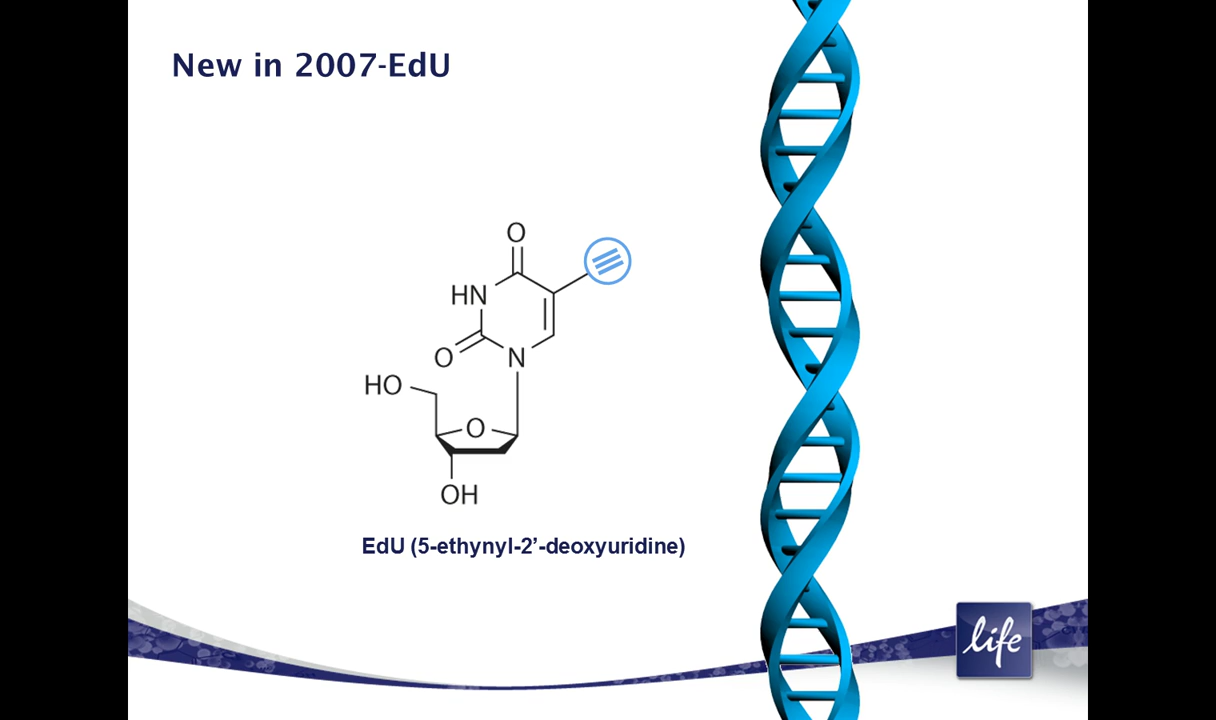 New in 2007-EdU
O
HN
O
N
HO
O
OH
EdU (5-ethynyl-2’-deoxyuridine)
life